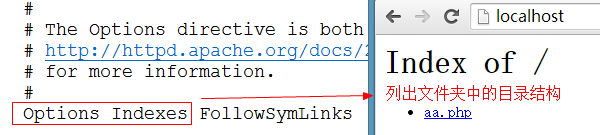 #
# The Options directive is both
# http://httpd.apache.org/docs/
# for more information.
#
Options Indexes FollowSymLinks
localhost
Index of /
列出文件夹中的目录结构
aa.php